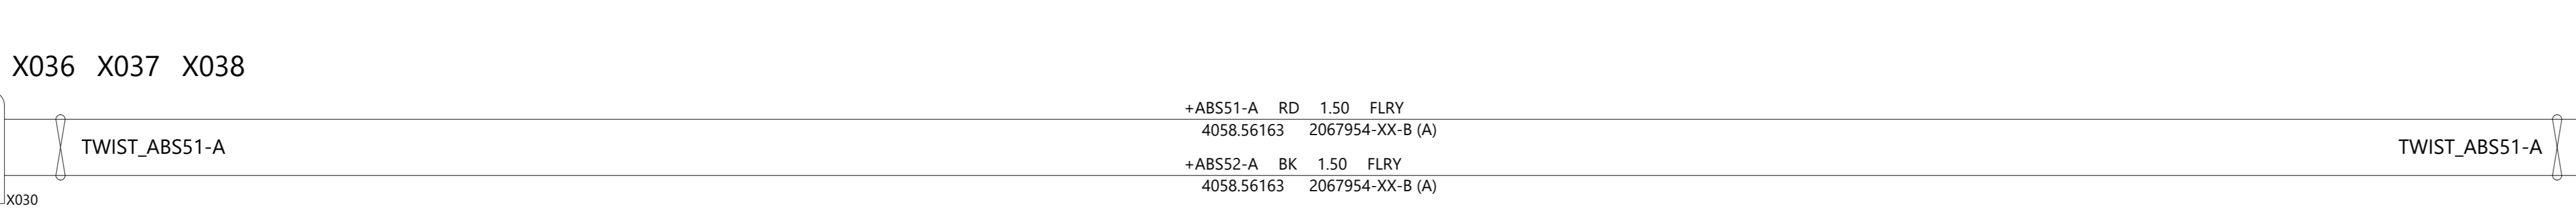 X036 X037 X038
+ABS51-A RD 1.50 FLRY
4058.56163 2067954-XX-B (A)
TWIST_ABS51-A TWIST_ABS51-A
+ABS52-A BK 1.50 FLRY
4058.56163 2067954-XX-B (A)
X030